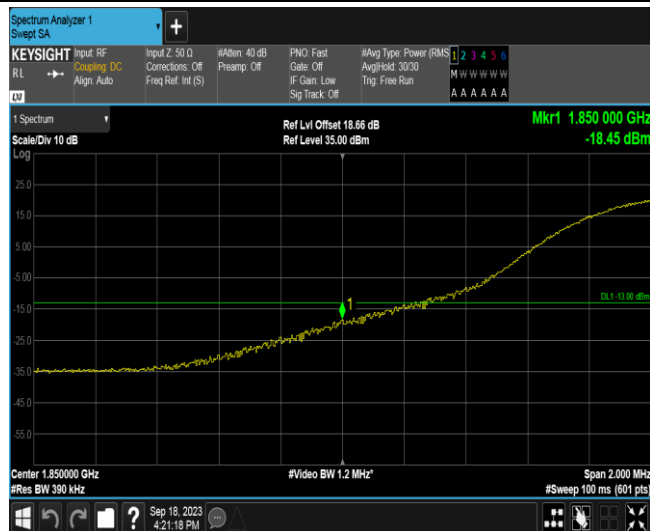 Spectrum Analyzer 1
Swept SA
+
KEYSIGHT Input: RF Input Z: 50 Ω #Atten: 40 dB PNO: Fast #Avg Type: Power (RMS 1 2 3 4 5 6
RL Coupling: DC Corrections: Off Preamp: Off Gate: Off Avg|Hold: 30/30 M W W W W W
Align: Auto Freq Ref: Int (S) IF Gain: Low Trig: Free Run
LXI Sig Track: Off A A A A A A
1 Spectrum Ref Lvl Offset 18.66 dB Mkr1 1.850 000 GHz
Scale/Div 10 dB Ref Level 35.00 dBm -18.45 dBm
Log
25.0
15.0
5.00
-5.00
DL1 -13.00 dBm
1
-15.0
-25.0
-35.0
-45.0
-55.0
Center 1.850000 GHz #Video BW 1.2 MHz* Span 2.000 MHz
#Res BW 390 kHz #Sweep 100 ms (601 pts)
? Sep 18, 2023
4:21:18 PM